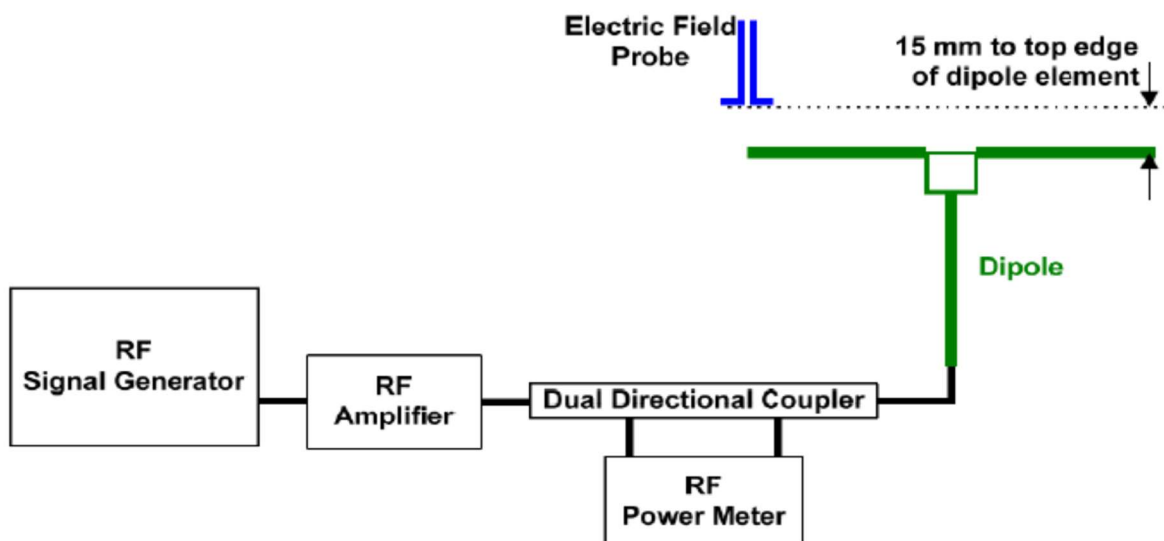 Electric Field
Probe
15 mm to top edge
of dipole element
Dipole
RF
Signal Generator
RF
Amplifier
Dual Directional Coupler
RF
Power Meter